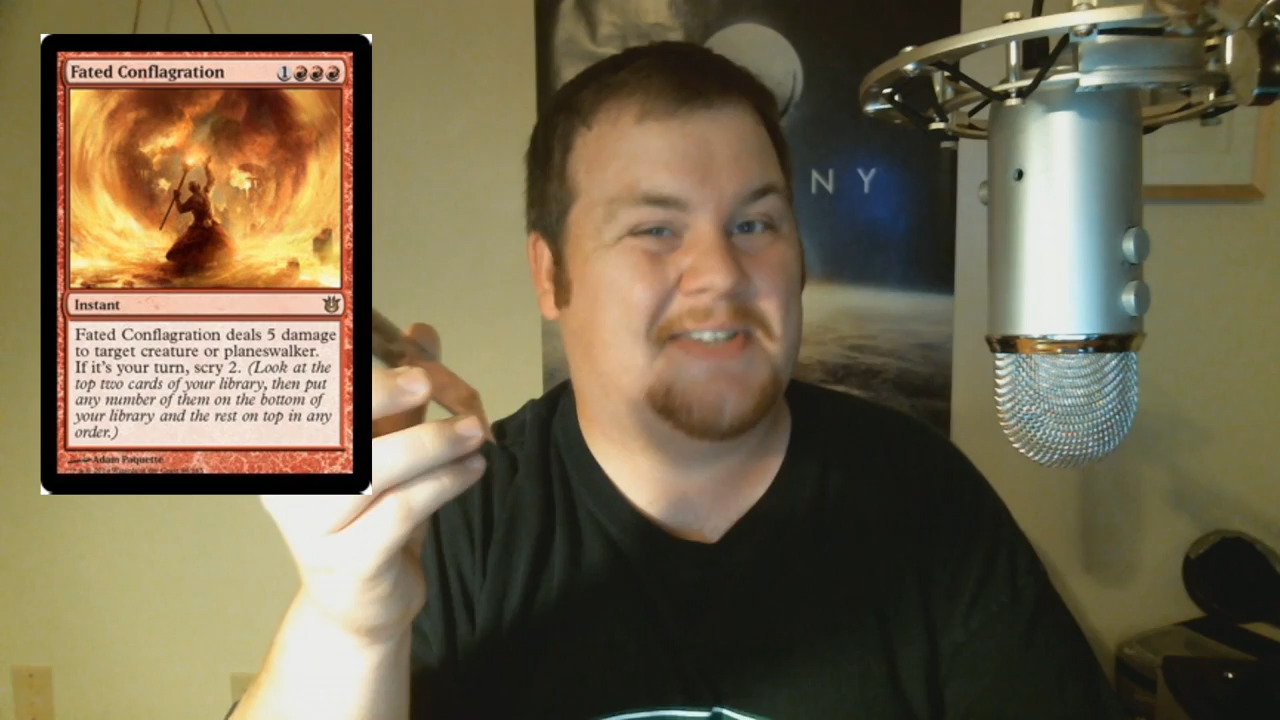 Fated Conflagration 1
Instant
Fated Conflagration deals 5 damage
to target creature or planeswalker.
If it's your turn, scry 2. (Look at the
top two cards of your library, then put
any number of them on the bottom of
your library and the rest on top in any
order.)
Adam Paquette
NY